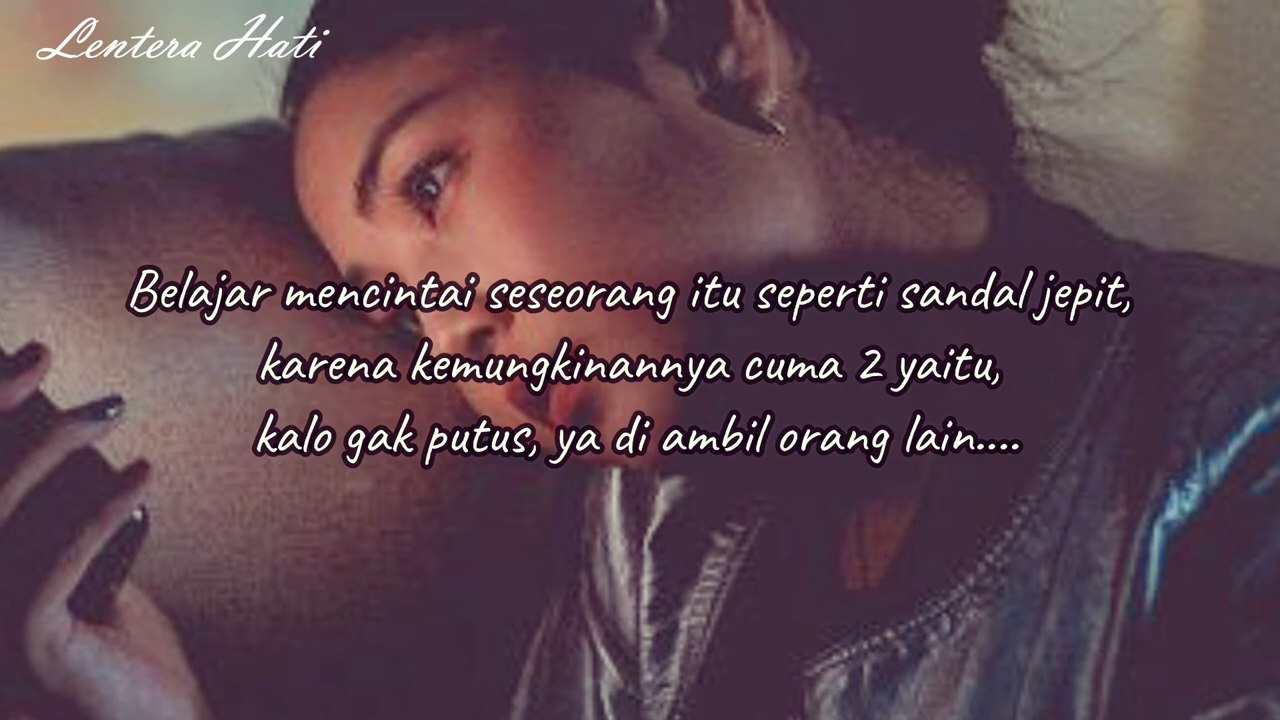 Lentera Hati
Belajar mencintai seseorang itu seperti sandal jepit,
karena kemungkinannya cuma 2 yaitu,
kalo gak putus, ya di ambil orang lain....